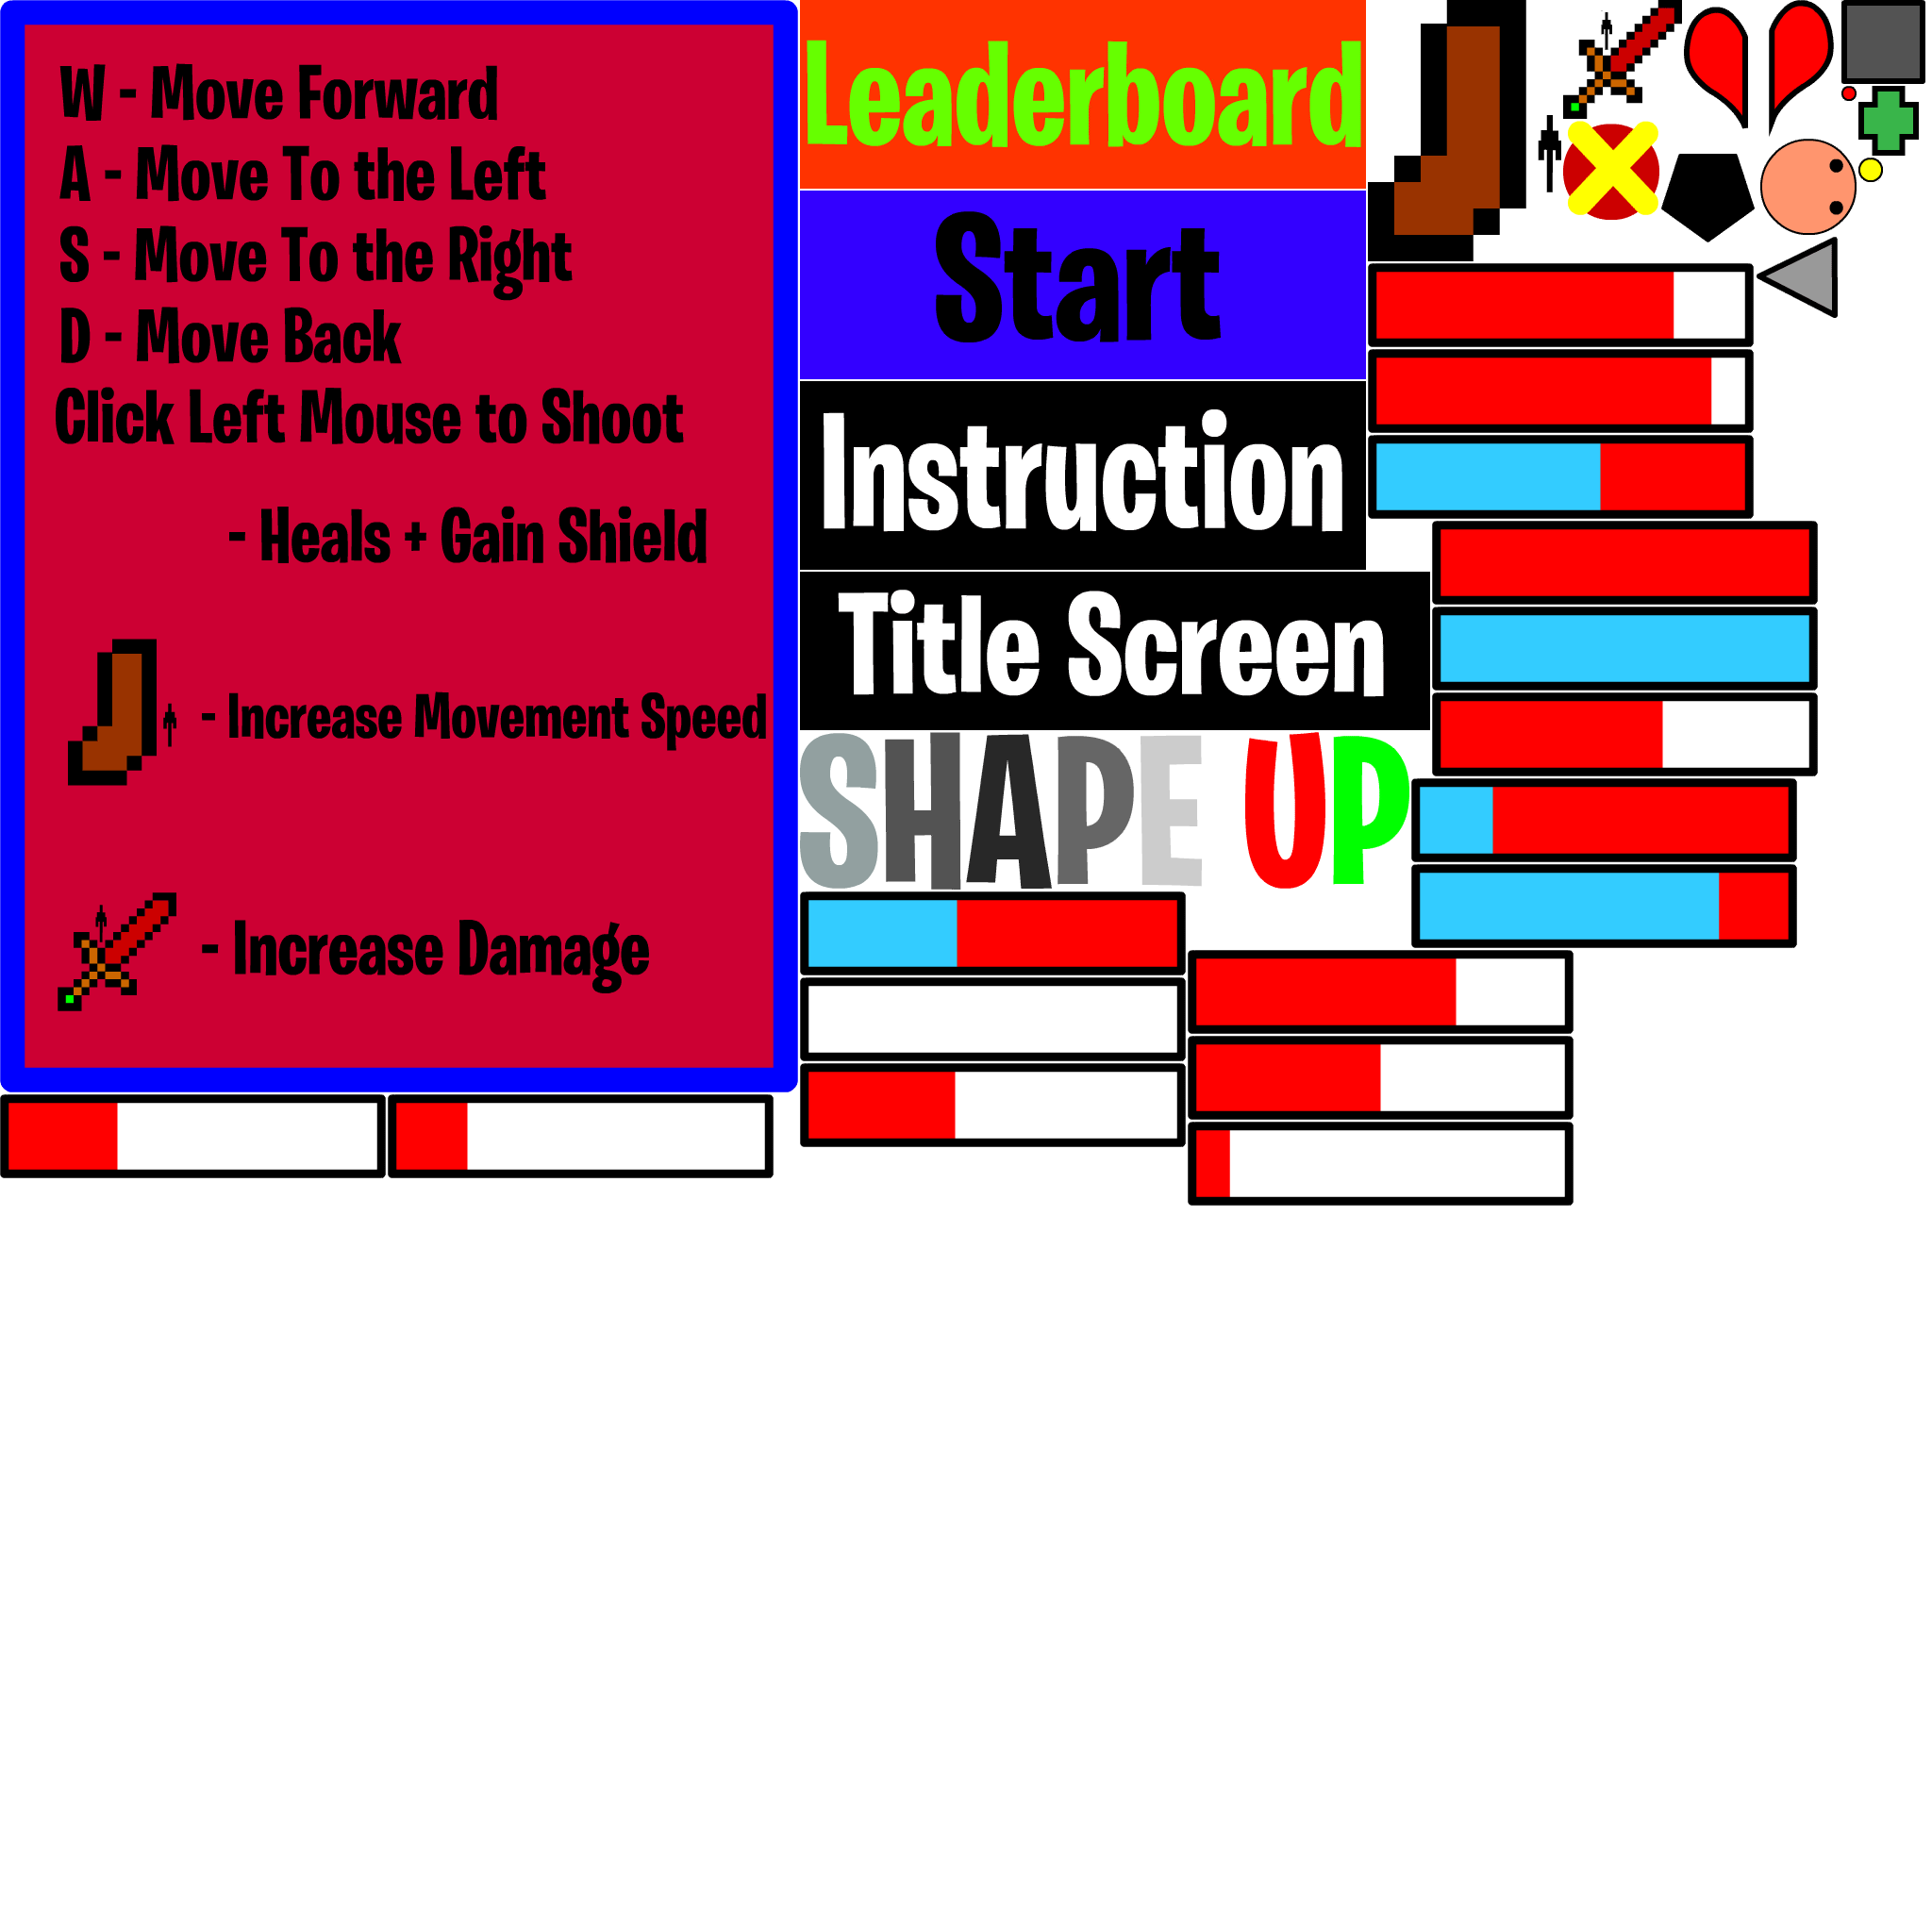 W - Move Forward
A - Move To the Left
S - Move To the Right
D - Move Back
Click Left Mouse to Shoot
- Heals + Gain Shield
- Increase Movement Speed
- Increase Damage
Leaderboard
Start
Instruction
Title Screen
SHAPE UP